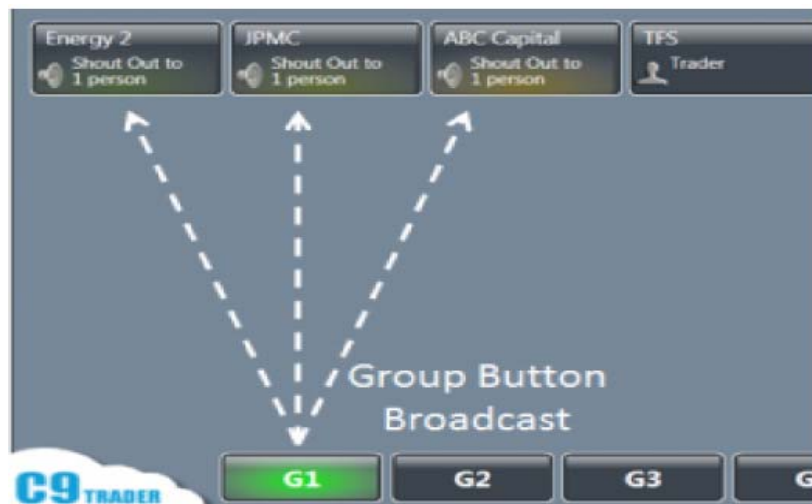 Energy 2
Shout Out to
1 person
JPMC
Shout Out to
1 person
ABC Capital
Shout Out to
1 person
TFS
Trader
Group Button
Broadcast
C9 TRADER
G1
G2
G3